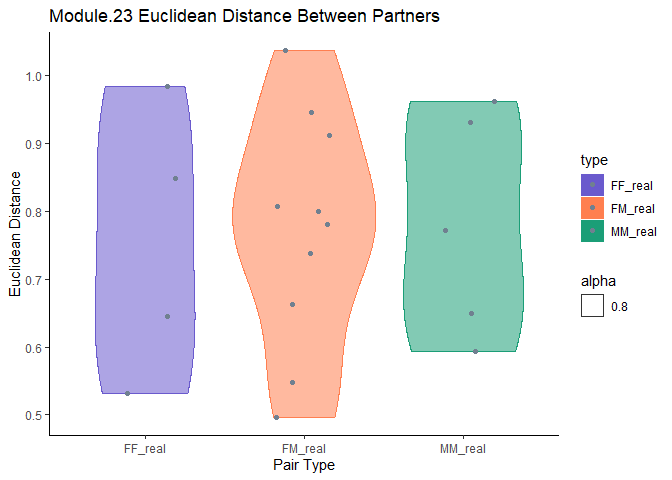 Module.23 Euclidean Distance Between Partners
Euclidean Distance
1.0
0.9
0.8
0.7
0.6
0.5
FF_real
FM_real
MM_real
Pair Type
type
FF_real
FM_real
MM_real
alpha
0.8